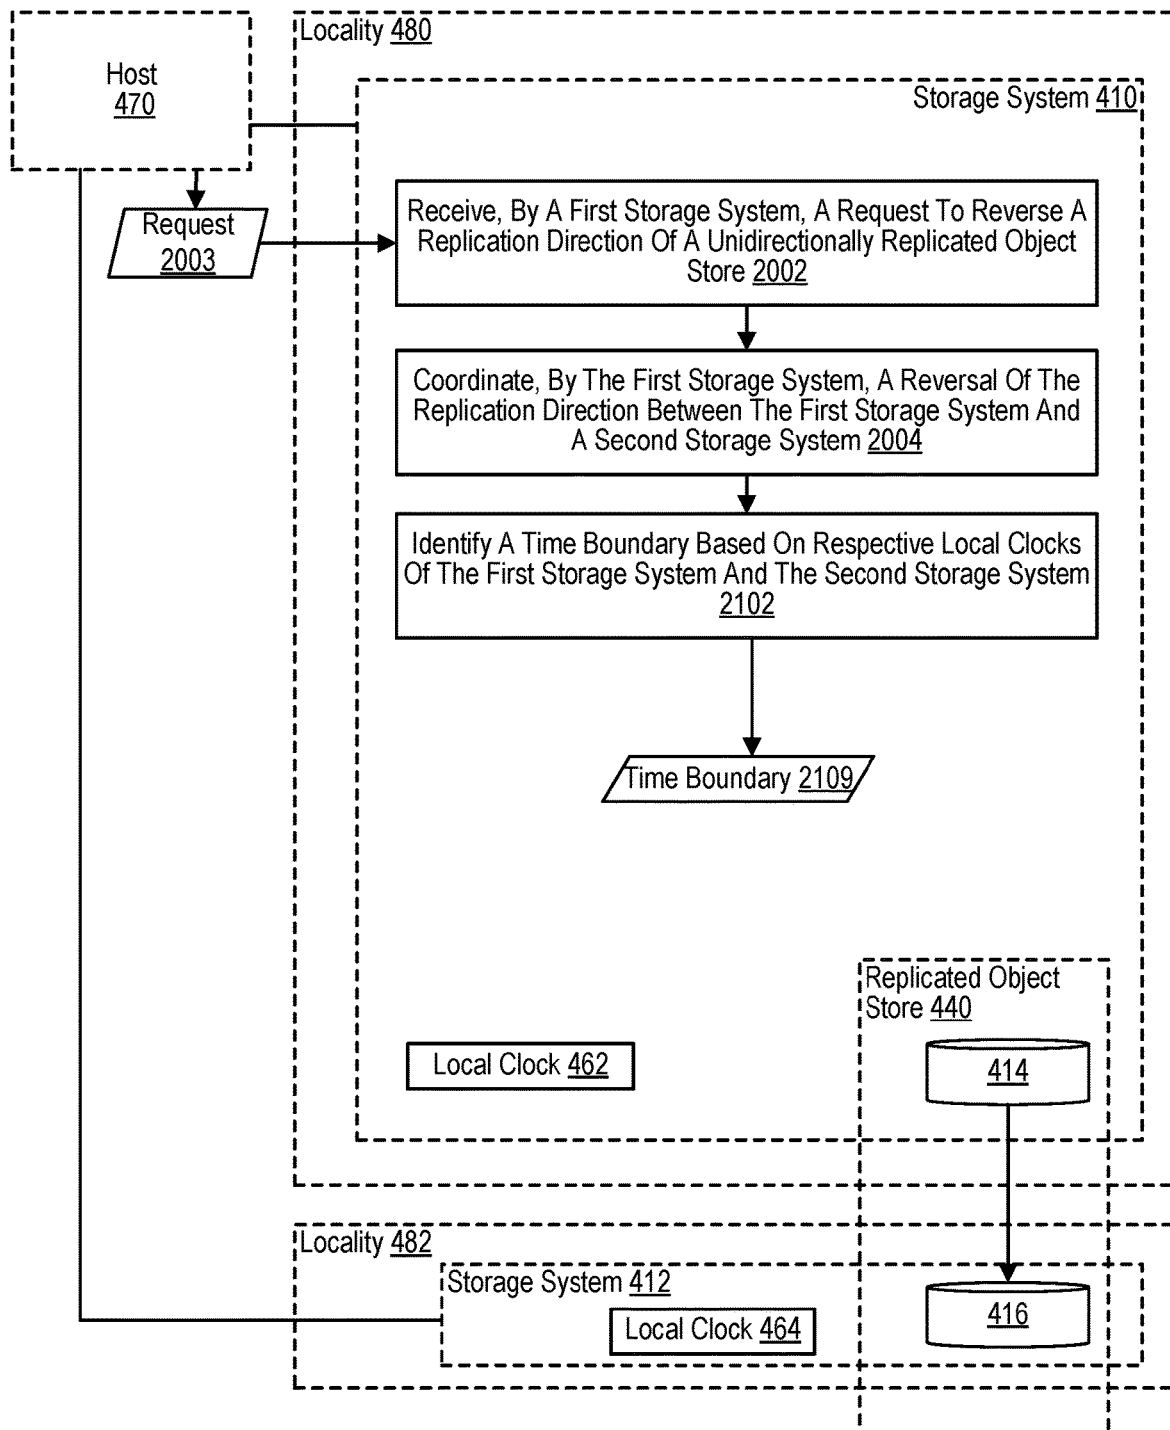 Host
470
Locality 480
Storage System 410
Request
2003
Receive, By A First Storage System, A Request To Reverse A
Replication Direction Of A Unidirectionally Replicated Object
Store 2002
Coordinate, By The First Storage System, A Reversal Of The
Replication Direction Between The First Storage System And
A Second Storage System 2004
Identify A Time Boundary Based On Respective Local Clocks
Of The First Storage System And The Second Storage System
2102
Time Boundary 2109
Replicated Object
Store 440
Local Clock 462
414
Locality 482
Storage System 412
Local Clock 464
416